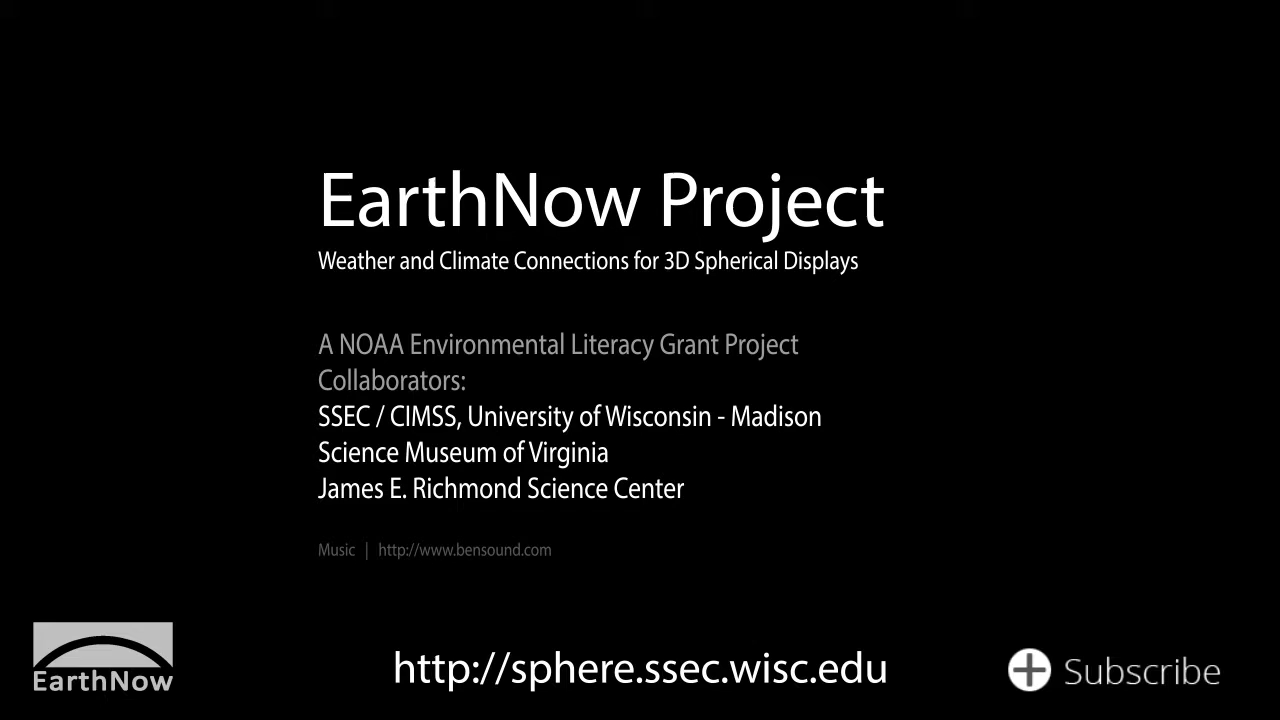 EarthNow Project
Weather and Climate Connections for 3D Spherical Displays
A NOAA Environmental Literacy Grant Project
Collaborators:
SSEC / CIMSS, University of Wisconsin - Madison
Science Museum of Virginia
James E. Richmond Science Center
Music | http://www.bensound.com
EarthNow
http://sphere.ssec.wisc.edu
Subscribe